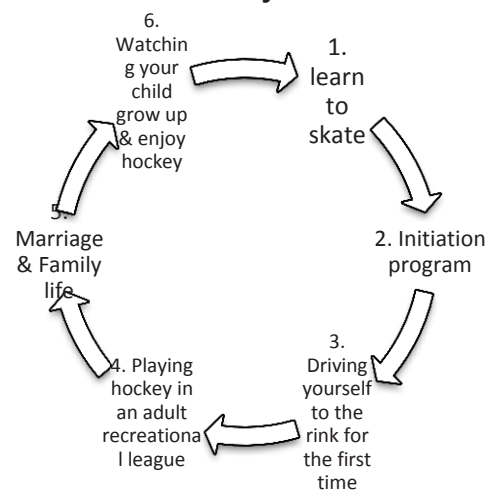 6.
Watchin
g your
child
grow up
& enjoy
hockey
1.
learn
to
skate
2. Initiation
program
3.
Driving
yourself
to the
rink for
the first
time
4. Playing
hockey in
an adult
recreationa
l league
5.
Marriage
& Family
life